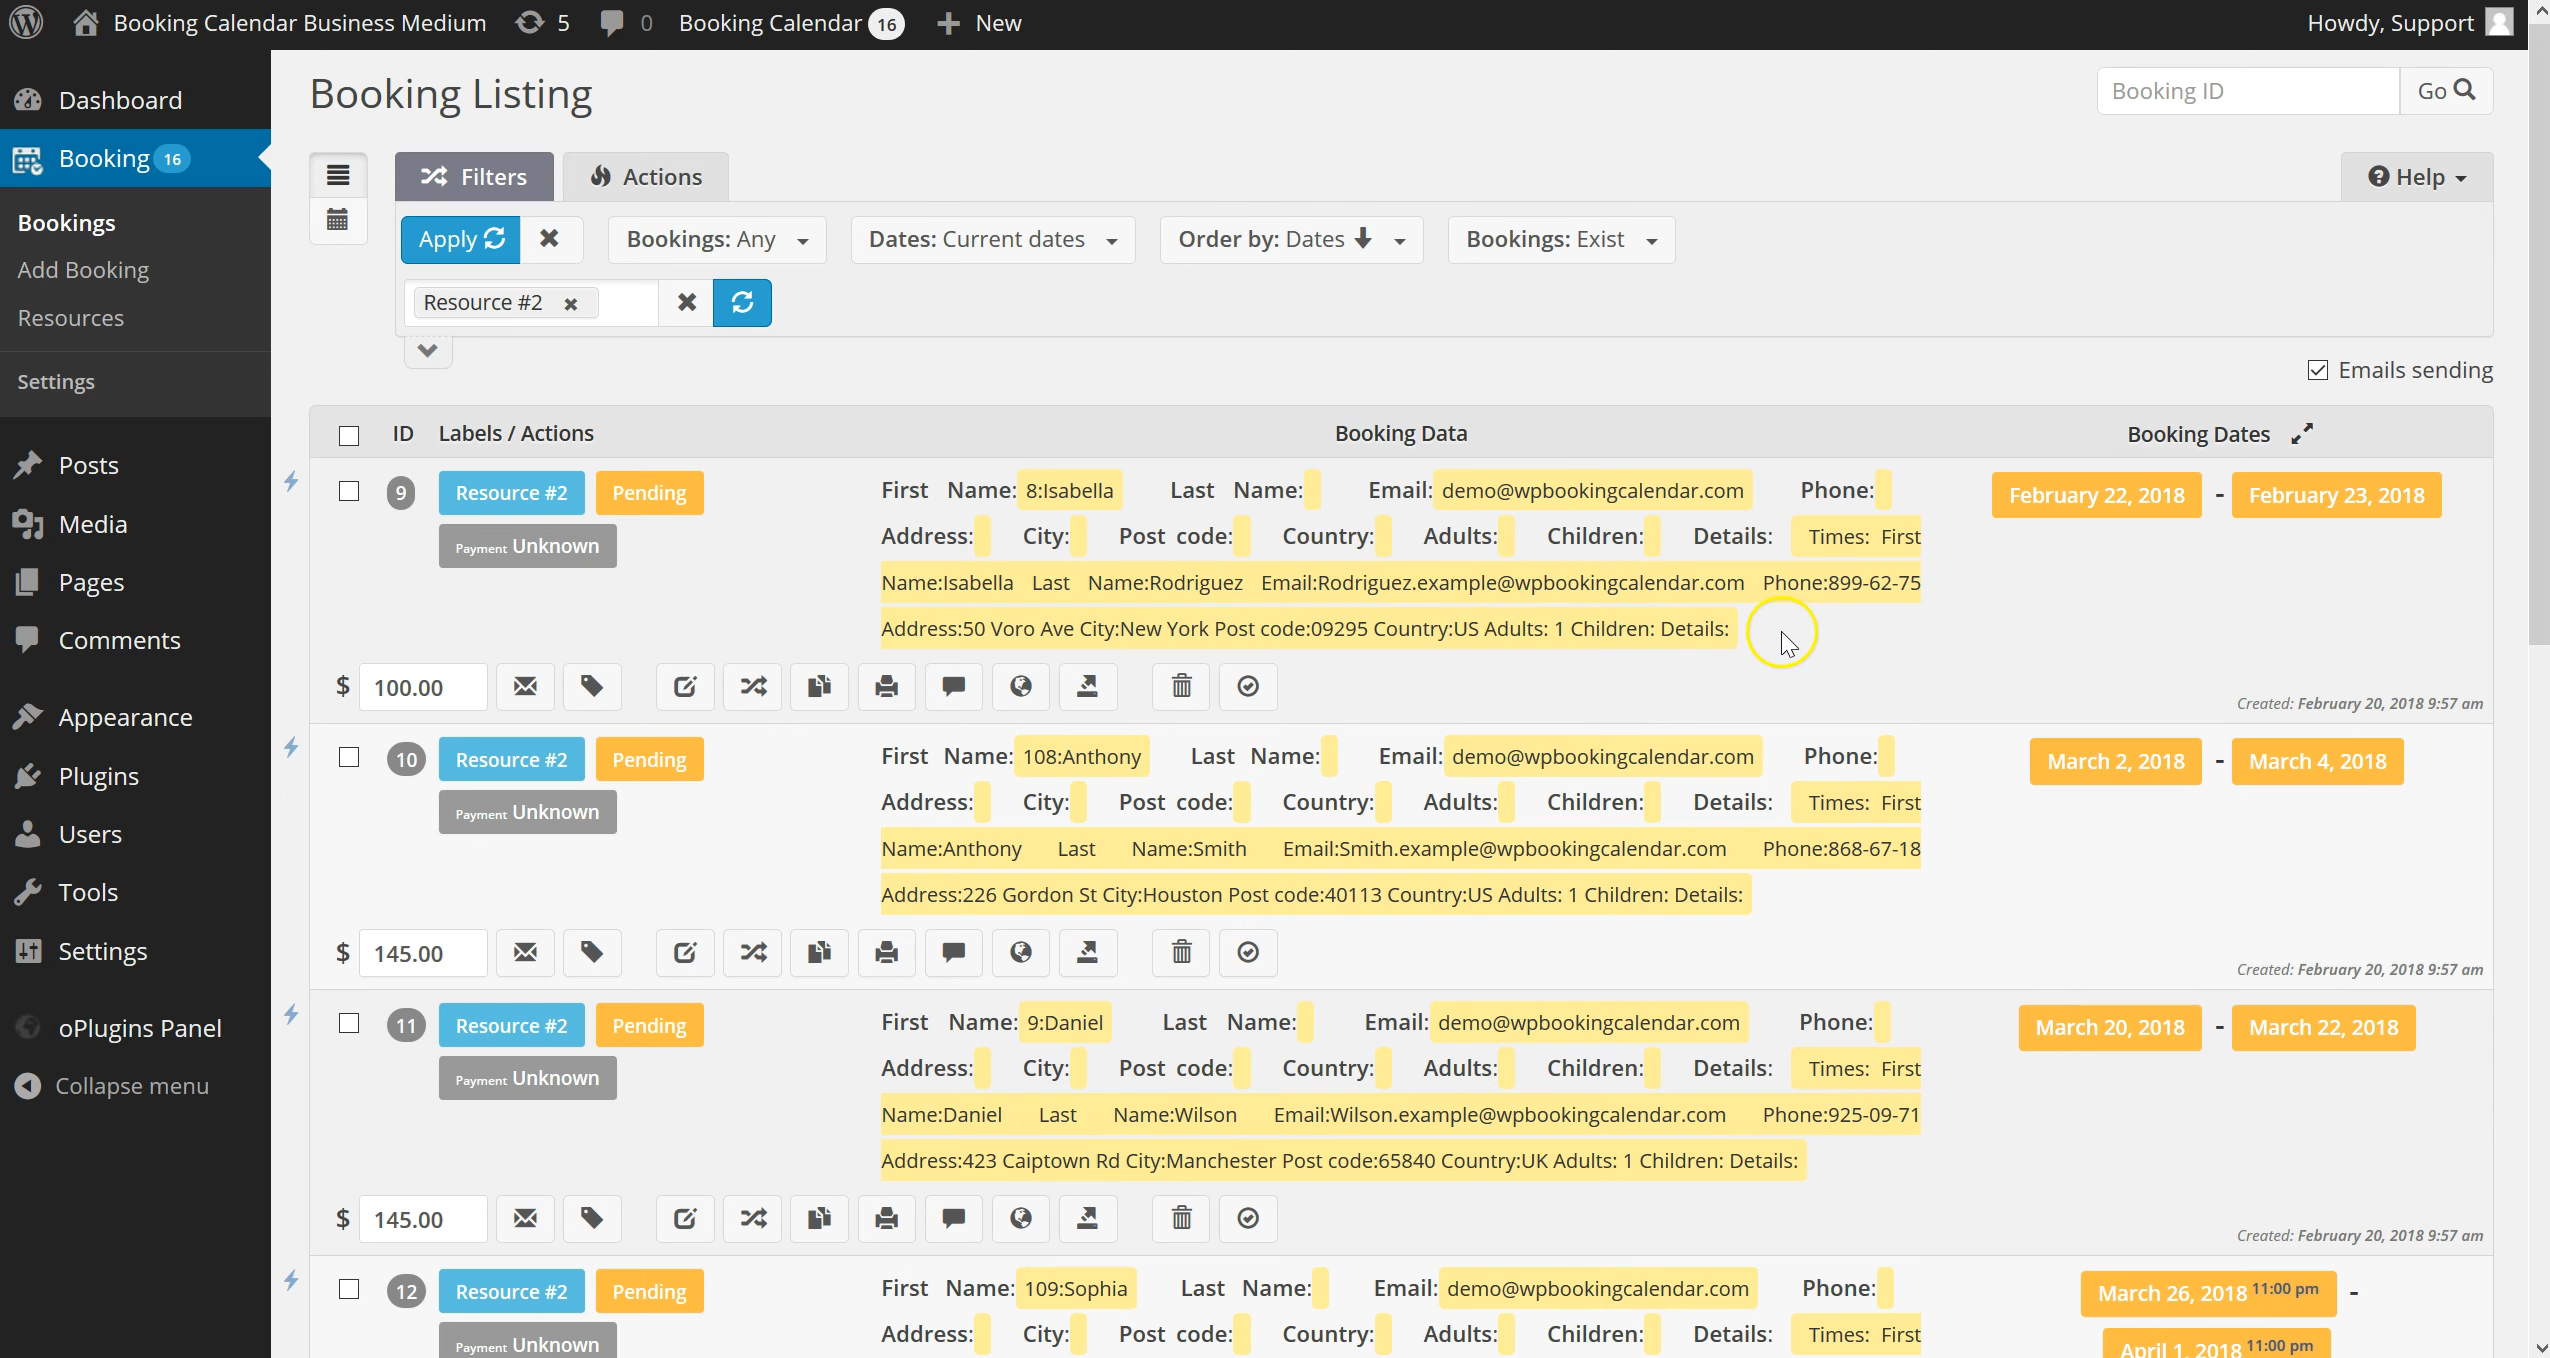 Booking Calendar Business Medium 5 0 Booking Calendar 16 New Howdy, Support
Dashboard
Booking 16
Bookings
Add Booking
Resources
Settings
Posts
Media
Pages
Comments
Appearance
Plugins
Users
Tools
Settings
oPlugins Panel
Collapse menu
Booking Listing
Booking ID Go
Filters Actions Help
Apply Bookings: Any Dates: Current dates Order by: Dates Bookings: Exist
Resource #2
Emails sending
ID Labels / Actions Booking Data Booking Dates
9 Resource #2 Pending
Payment Unknown
First Name: 8:Isabella Last Name: Email: demo@wpbookingcalendar.com Phone:
Address: City: Post code: Country: Adults: Children: Details: Times: First
Name:Isabella Last Name:Rodriguez Email:Rodriguez.example@wpbookingcalendar.com Phone:899-62-75
Address:50 Voro Ave City:New York Post code:09295 Country:US Adults: 1 Children: Details:
February 22, 2018 - February 23, 2018
$ 100.00
Created: February 20, 2018 9:57 am
10 Resource #2 Pending
Payment Unknown
First Name: 108:Anthony Last Name: Email: demo@wpbookingcalendar.com Phone:
Address: City: Post code: Country: Adults: Children: Details: Times: First
Name:Anthony Last Name:Smith Email:Smith.example@wpbookingcalendar.com Phone:868-67-18
Address:226 Gordon St City:Houston Post code:40113 Country:US Adults: 1 Children: Details:
March 2, 2018 - March 4, 2018
$ 145.00
Created: February 20, 2018 9:57 am
11 Resource #2 Pending
Payment Unknown
First Name: 9:Daniel Last Name: Email: demo@wpbookingcalendar.com Phone:
Address: City: Post code: Country: Adults: Children: Details: Times: First
Name:Daniel Last Name:Wilson Email:Wilson.example@wpbookingcalendar.com Phone:925-09-71
Address:423 Caiptown Rd City:Manchester Post code:65840 Country:UK Adults: 1 Children: Details:
March 20, 2018 - March 22, 2018
$ 145.00
Created: February 20, 2018 9:57 am
12 Resource #2 Pending
Payment Unknown
First Name: 109:Sophia Last Name: Email: demo@wpbookingcalendar.com Phone:
Address: City: Post code: Country: Adults: Children: Details: Times: First
March 26, 2018 11:00 pm -
April 1, 2018 11:00 pm